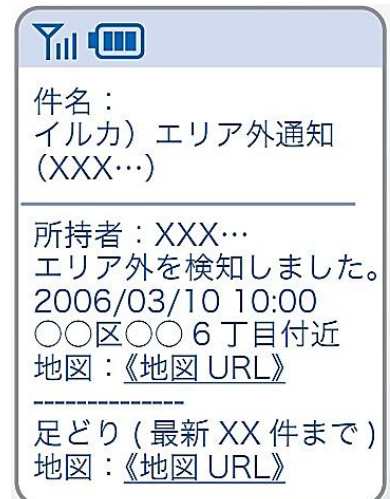 件名：
イルカ）エリア外通知
（XXX…）
所持者：XXX…
エリア外を検知しました。
2006/03/10 10:00
○○区○○6丁目付近
地図：《地図 URL》
--------------
足どり(最新 XX 件まで)
地図：《地図 URL》